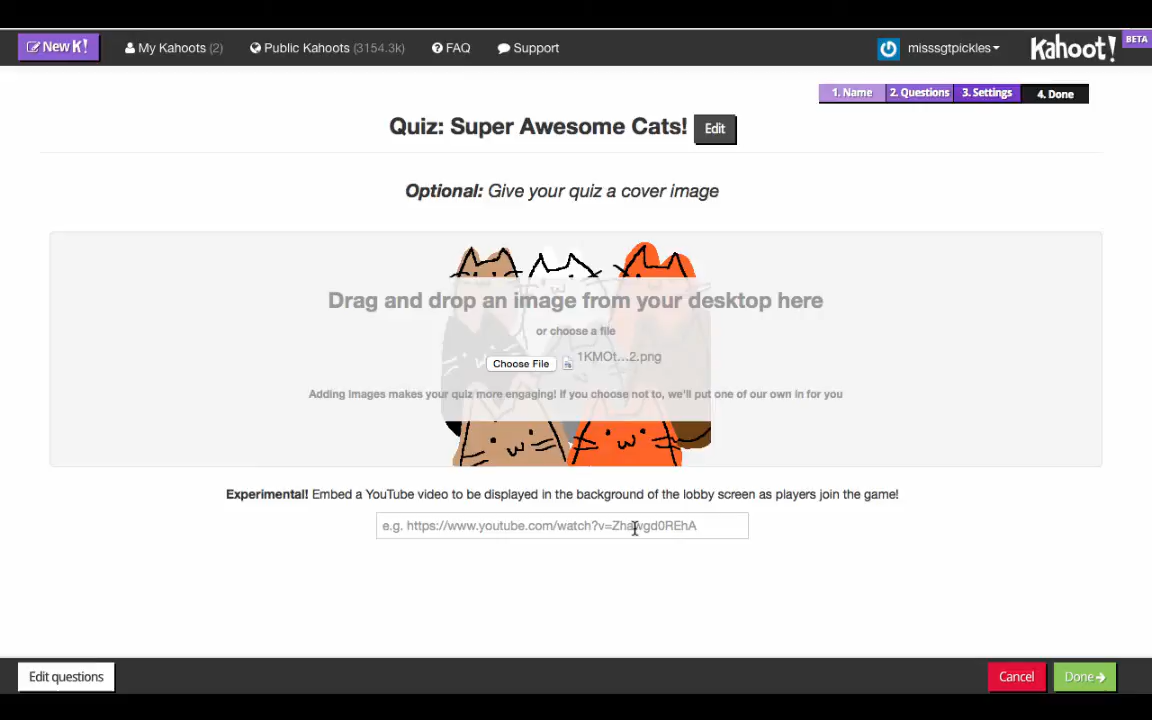 New K! My Kahoots (2) Public Kahoots (3154.3k) FAQ Support misssgtpickles Kahoot! BETA
1. Name 2. Questions 3. Settings 4. Done
Quiz: Super Awesome Cats! Edit
Optional: Give your quiz a cover image
Drag and drop an image from your desktop here
or choose a file
Choose File 1KMOt...2.png
Adding images makes your quiz more engaging! If you choose not to, we'll put one of our own in for you
Experimental! Embed a YouTube video to be displayed in the background of the lobby screen as players join the game!
e.g. https://www.youtube.com/watch?v=Zhawgd0REhA
Edit questions Cancel Done